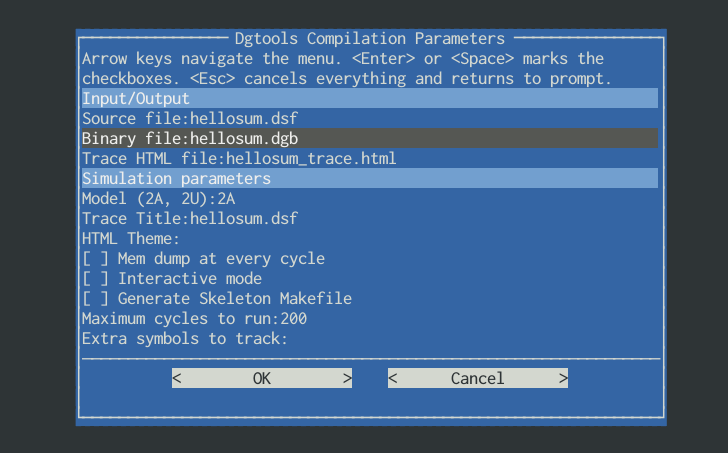 Dgtools Compilation Parameters
Arrow keys navigate the menu. <Enter> or <Space> marks the
checkboxes. <Esc> cancels everything and returns to prompt.
Input/Output
Source file:hellosum.dsf
Binary file:hellosum.dgb
Trace HTML file:hellosum_trace.html
Simulation parameters
Model (2A, 2U):2A
Trace Title:hellosum.dsf
HTML Theme:
[ ] Mem dump at every cycle
[ ] Interactive mode
[ ] Generate Skeleton Makefile
Maximum cycles to run:200
Extra symbols to track:
< OK > < Cancel >